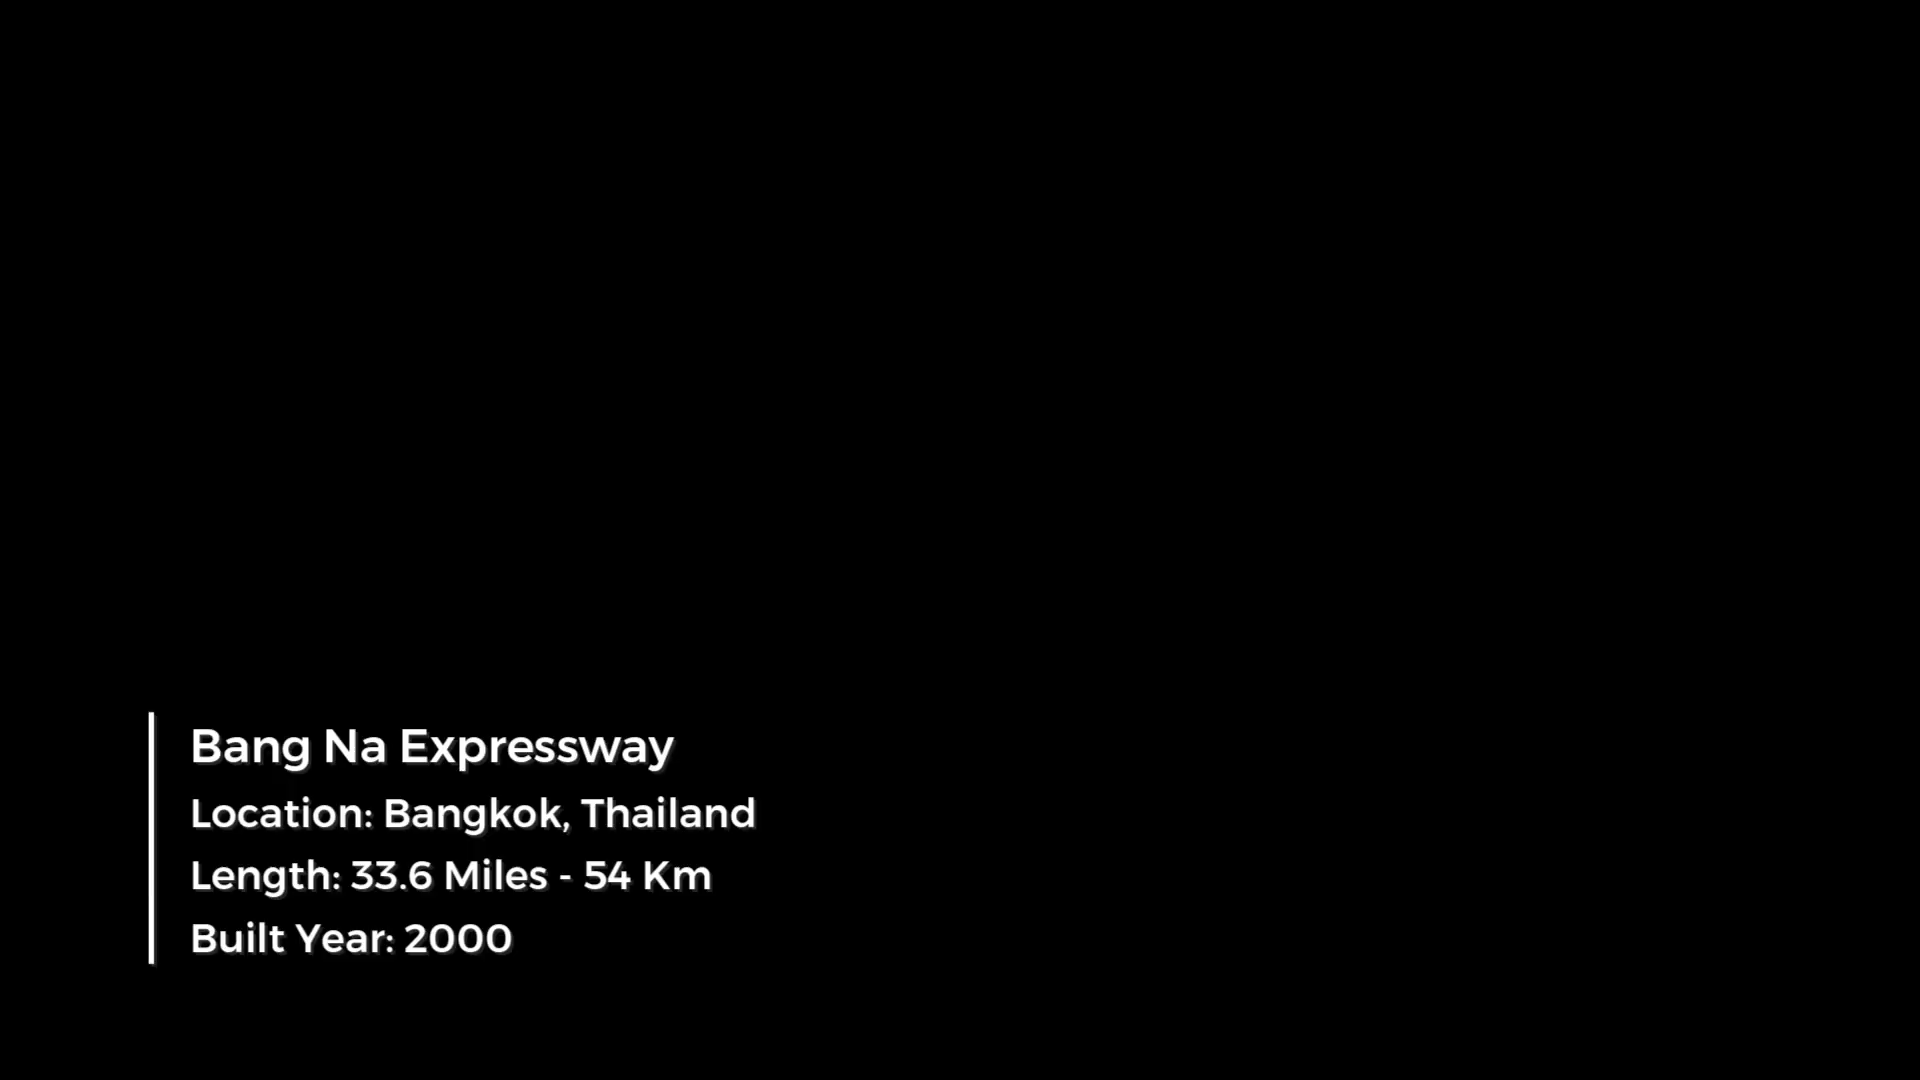 Bang Na Expressway
Location: Bangkok, Thailand
Length: 33.6 Miles - 54 Km
Built Year: 2000